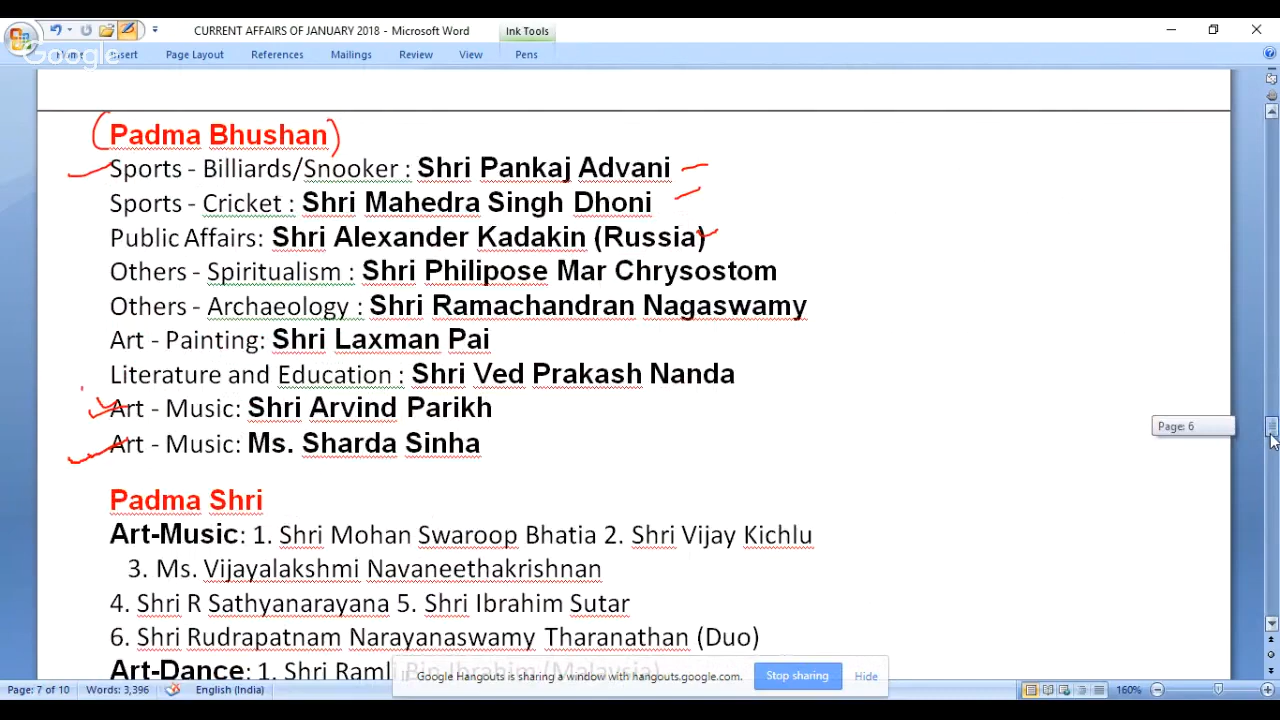 CURRENT AFFAIRS OF JANUARY 2018 - Microsoft Word
Ink Tools
Google
Home Insert Page Layout References Mailings Review View Pens
Padma Bhushan
Sports - Billiards/Snooker : Shri Pankaj Advani
Sports - Cricket : Shri Mahedra Singh Dhoni
Public Affairs: Shri Alexander Kadakin (Russia)
Others - Spiritualism : Shri Philipose Mar Chrysostom
Others - Archaeology : Shri Ramachandran Nagaswamy
Art - Painting: Shri Laxman Pai
Literature and Education : Shri Ved Prakash Nanda
Art - Music: Shri Arvind Parikh
Page: 6
Art - Music: Ms. Sharda Sinha
Padma Shri
Art-Music: 1. Shri Mohan Swaroop Bhatia 2. Shri Vijay Kichlu
3. Ms. Vijayalakshmi Navaneethakrishnan
4. Shri R Sathyanarayana 5. Shri Ibrahim Sutar
6. Shri Rudrapatnam Narayanaswamy Tharanathan (Duo)
Art-Dance: 1. Shri Ramli Bin Ibrahim (Malaysia)
Google Hangouts is sharing a window with hangouts.google.com. Stop sharing Hide
Page: 7 of 10 Words: 3,396 English (India) 160%